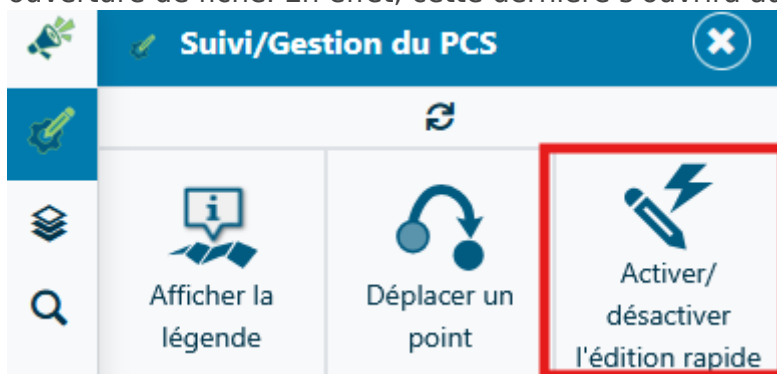 Suivi/Gestion du PCS
Afficher la
légende
Déplacer un
point
Activer/
désactiver
l'édition rapide